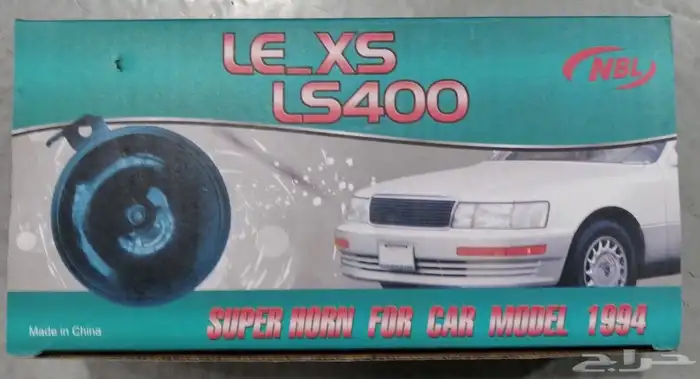 LE_XS
LS400
NBL
SUPER HORN FOR CAR MODEL 1994
Made in China
حراج